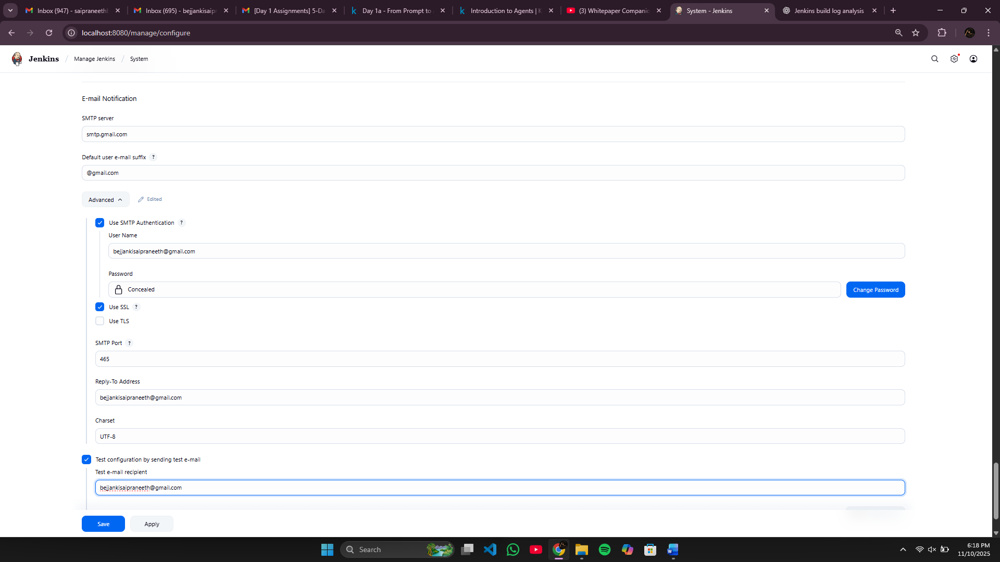 Inbox (947) - saipraneethb
Inbox (695) - bejjankisaipr
[Day 1 Assignments] 5-Da
Day 1a - From Prompt to
Introduction to Agents | K
(3) Whitepaper Companio
System - Jenkins
Jenkins build log analysis
localhost:8080/manage/configure
Jenkins / Manage Jenkins / System
E-mail Notification
SMTP server
smtp.gmail.com
Default user e-mail suffix ?
@gmail.com
Advanced Edited
Use SMTP Authentication ?
User Name
bejjankisaipraneeth@gmail.com
Password
Concealed Change Password
Use SSL ?
Use TLS
SMTP Port ?
465
Reply-To Address
bejjankisaipraneeth@gmail.com
Charset
UTF-8
Test configuration by sending test e-mail
Test e-mail recipient
bejjankisaipraneeth@gmail.com
Save Apply
Search
6:18 PM
11/10/2025